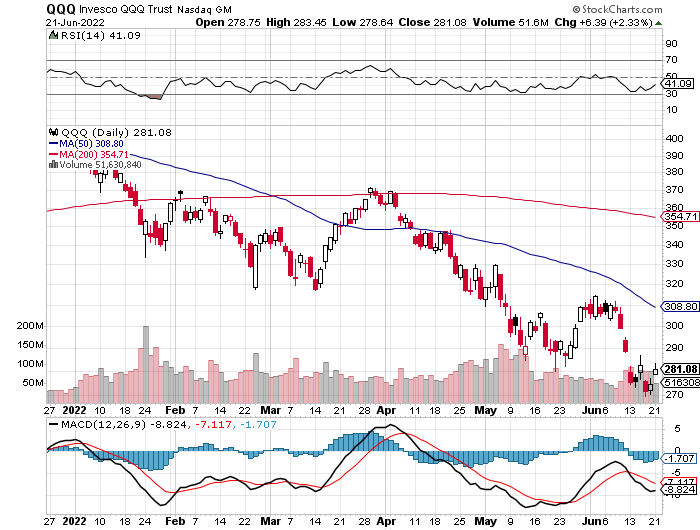 QQQ Invesco QQQ Trust Nasdaq GM © StockCharts.com
21-Jun-2022 Open 278.75 High 283.45 Low 278.64 Close 281.08 Volume 51.6M Chg +6.39 (+2.33%)
RSI(14) 41.09
90
70
50
41.09
30
10
QQQ (Daily) 281.08
MA(50) 308.80
MA(200) 354.71
Volume 51,630,840
400
390
380
370
360
354.71
350
340
330
320
308.80
300
290
281.08
516308
270
200M
150M
100M
50M
27 2022 10 18 24 Feb 7 14 22 Mar 7 14 21 Apr 11 18 25 May 9 16 23 Jun 6 13 21
MACD(12,26,9) -8.824, -7.117, -1.707
5
0
-1.707
-5
-7.117
-8.824
-10
27 2022 10 18 24 Feb 7 14 22 Mar 7 14 21 Apr 11 18 25 May 9 16 23 Jun 6 13 21